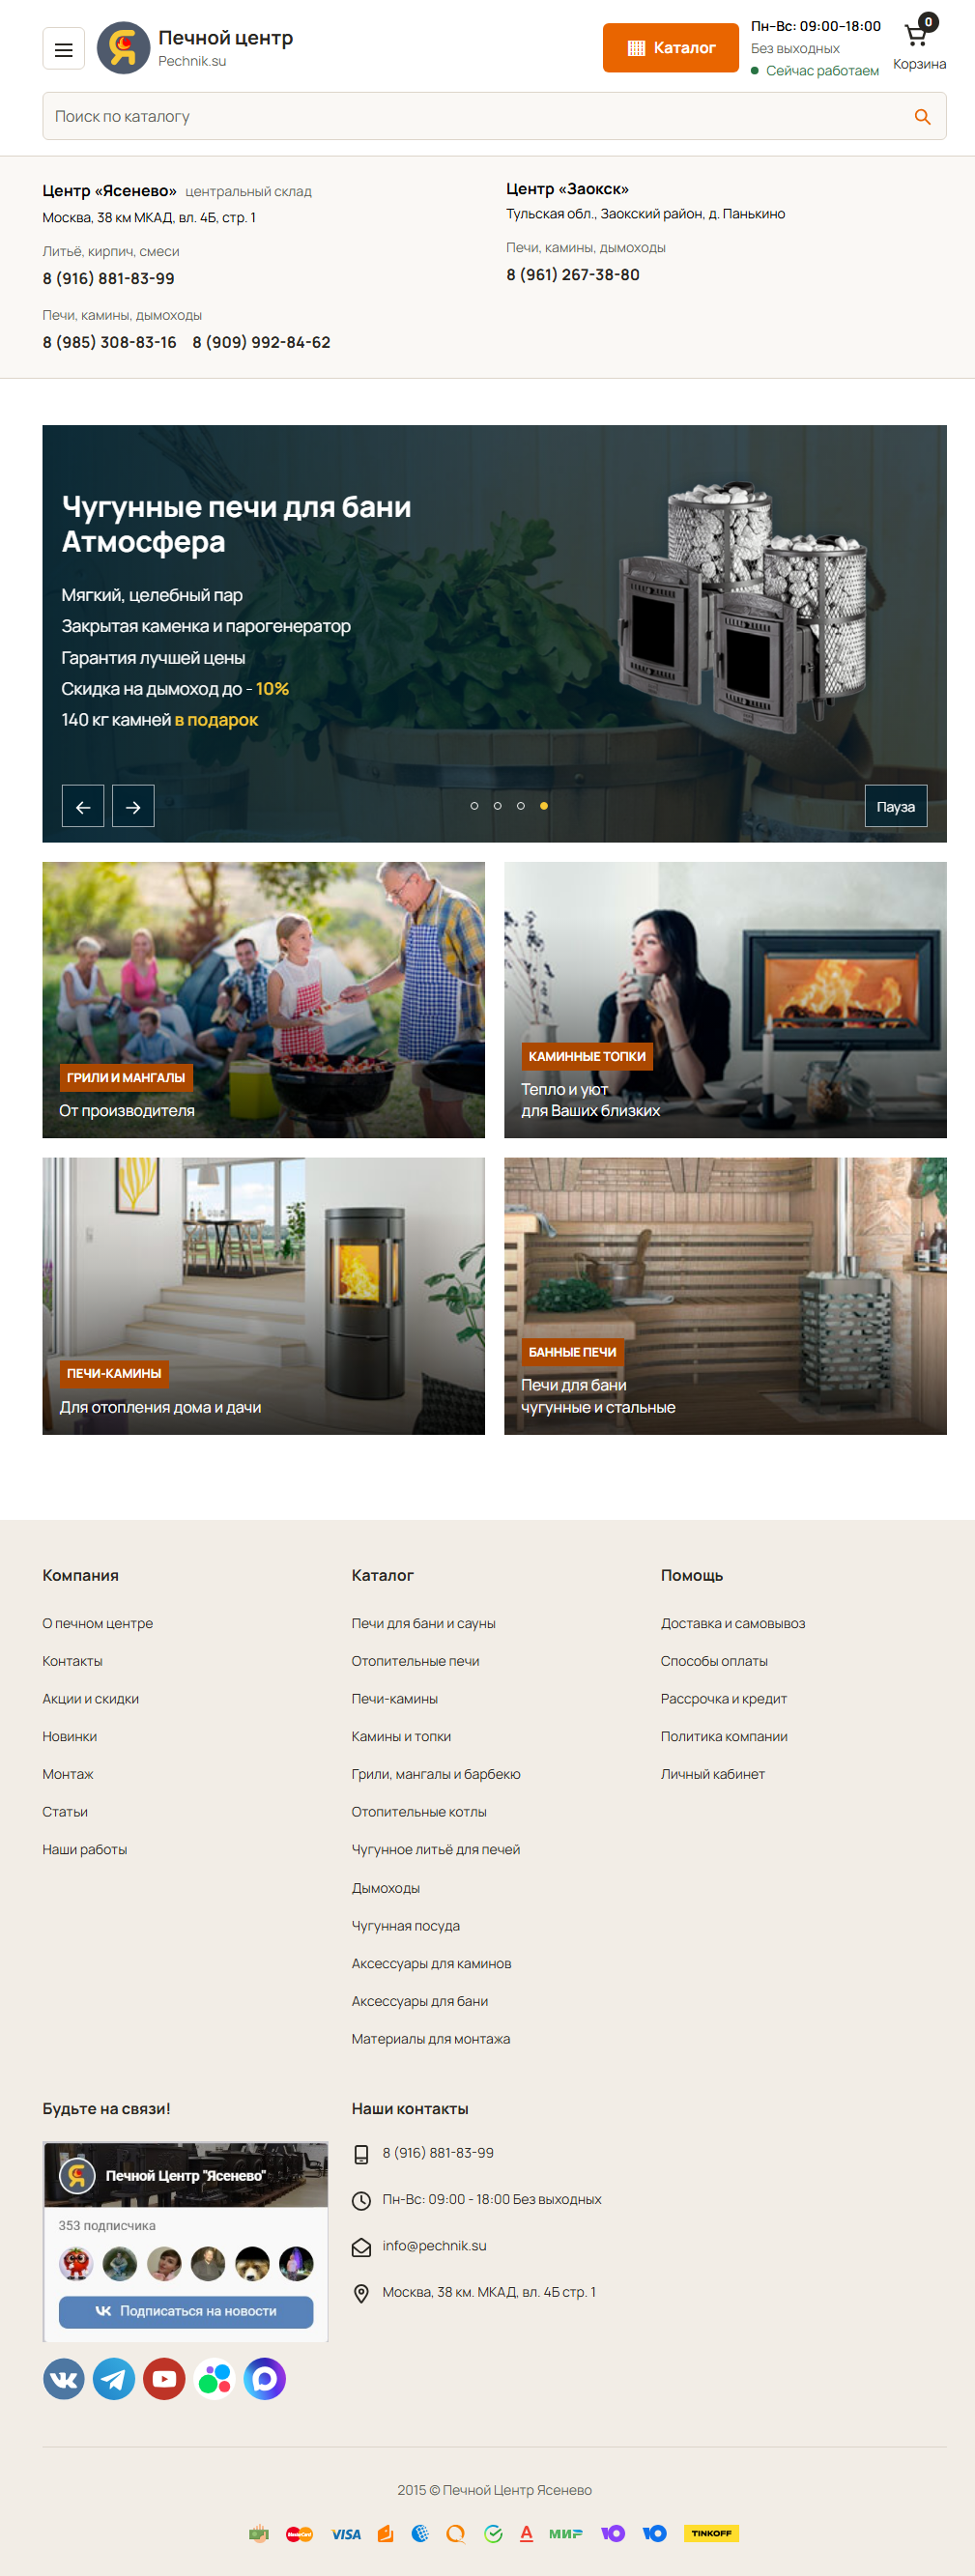 Печной центр
Pechnik.su
Каталог
Пн–Вс: 09:00–18:00
Без выходных
Сейчас работаем
0
Корзина
Поиск по каталогу
Центр «Ясенево» центральный склад
Москва, 38 км МКАД, вл. 4Б, стр. 1
Литьё, кирпич, смеси
8 (916) 881-83-99
Печи, камины, дымоходы
8 (985) 308-83-16 8 (909) 992-84-62
Центр «Заокск»
Тульская обл., Заокский район, д. Панькино
Печи, камины, дымоходы
8 (961) 267-38-80
Чугунные печи для бани
Атмосфера
Мягкий, целебный пар
Закрытая каменка и парогенератор
Гарантия лучшей цены
Скидка на дымоход до - 10%
140 кг камней в подарок
Пауза
ГРИЛИ И МАНГАЛЫ
От производителя
КАМИННЫЕ ТОПКИ
Тепло и уют
для Ваших близких
ПЕЧИ-КАМИНЫ
Для отопления дома и дачи
БАННЫЕ ПЕЧИ
Печи для бани
чугунные и стальные
Компания
О печном центре
Контакты
Акции и скидки
Новинки
Монтаж
Статьи
Наши работы
Каталог
Печи для бани и сауны
Отопительные печи
Печи-камины
Камины и топки
Грили, мангалы и барбекю
Отопительные котлы
Чугунное литьё для печей
Дымоходы
Чугунная посуда
Аксессуары для каминов
Аксессуары для бани
Материалы для монтажа
Помощь
Доставка и самовывоз
Способы оплаты
Рассрочка и кредит
Политика компании
Личный кабинет
Будьте на связи!
Печной Центр "Ясенево"
353 подписчика
Подписаться на новости
Наши контакты
8 (916) 881-83-99
Пн-Вс: 09:00 - 18:00 Без выходных
info@pechnik.su
Москва, 38 км. МКАД, вл. 4Б стр. 1
2015 © Печной Центр Ясенево
MasterCard VISA А МИР Ю Ю TINKOFF